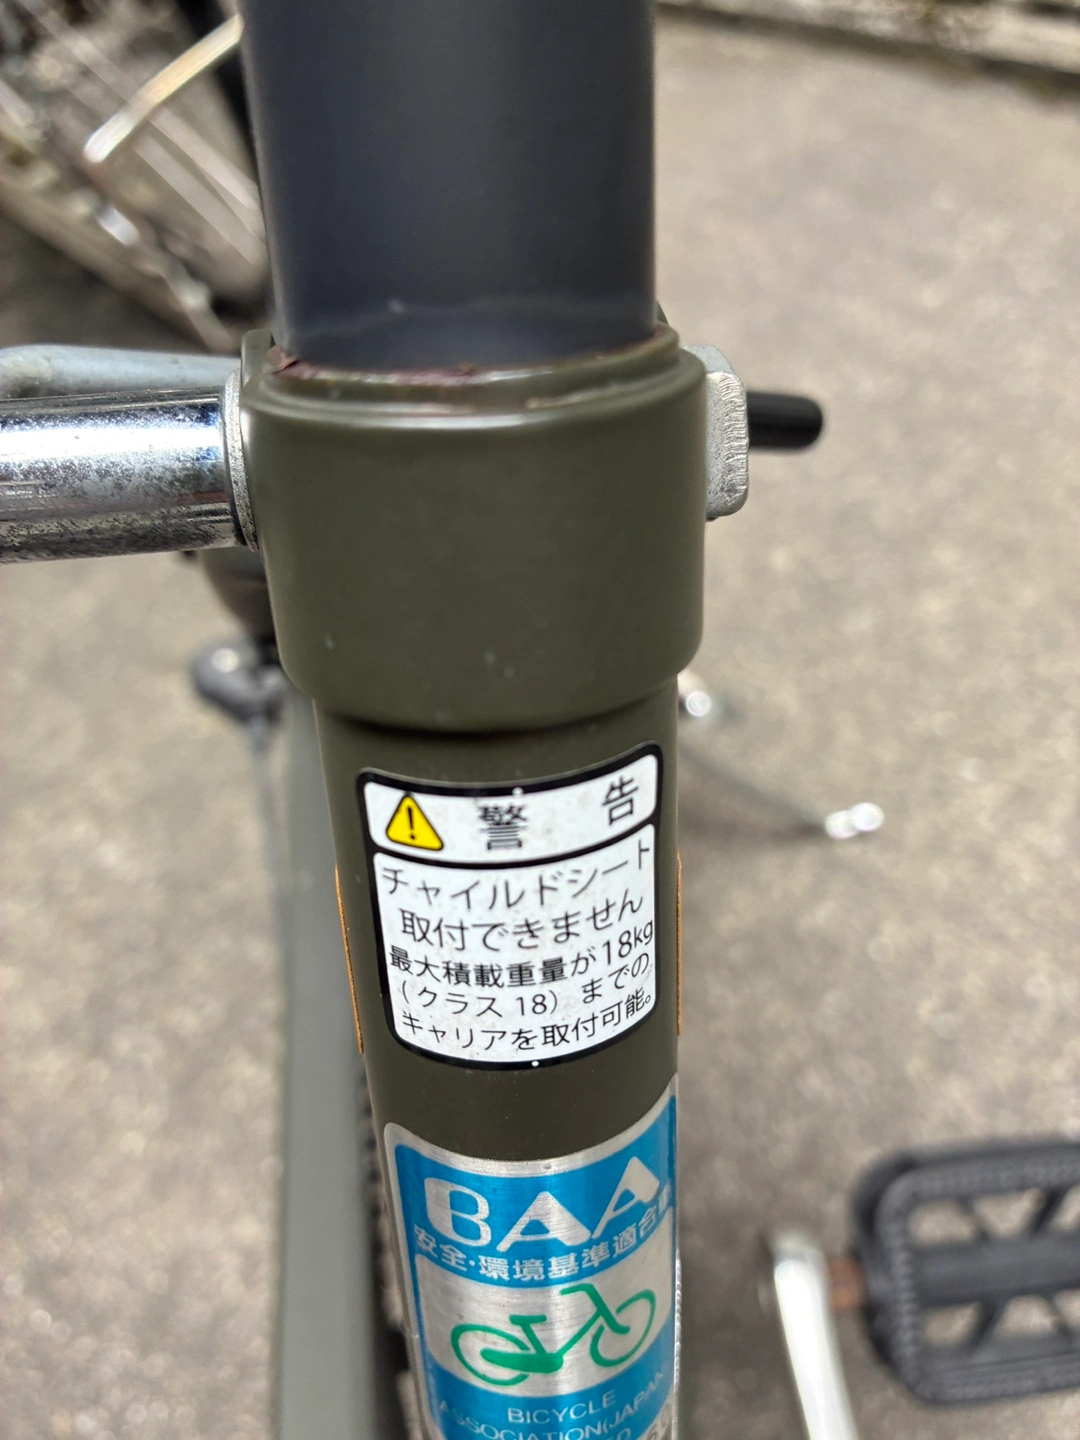 警告
チャイルドシート
取付できません
最大積載重量が18kg
(クラス 18) までの
キャリアを取付可能。
BAA
安全・環境基準適合車
BICYCLE
ASSOCIATION(JAPAN)